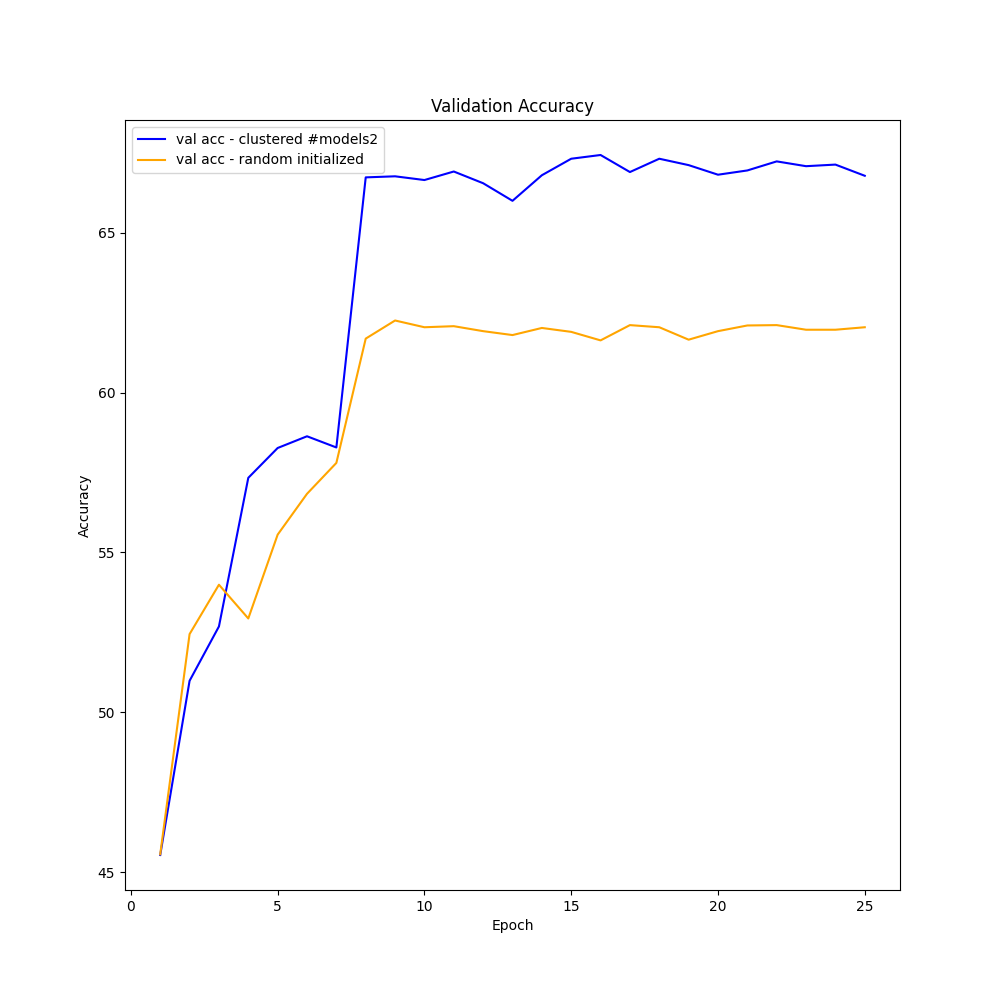 Validation Accuracy
val acc - clustered #models2
val acc - random initialized
Accuracy
65
60
55
50
45
0 5 10 15 20 25
Epoch